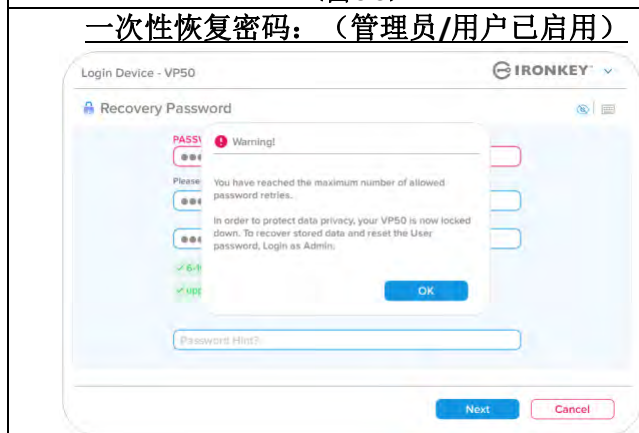 一次性恢复密码：（管理员/用户已启用）
Login Device - VP50
IRONKEY
Recovery Password
Warning!
You have reached the maximum number of allowed
password retries.
In order to protect data privacy, your VP50 is now locked
down. To recover stored data and reset the User
password, Login as Admin.
Please
OK
Password Hint?
Next Cancel